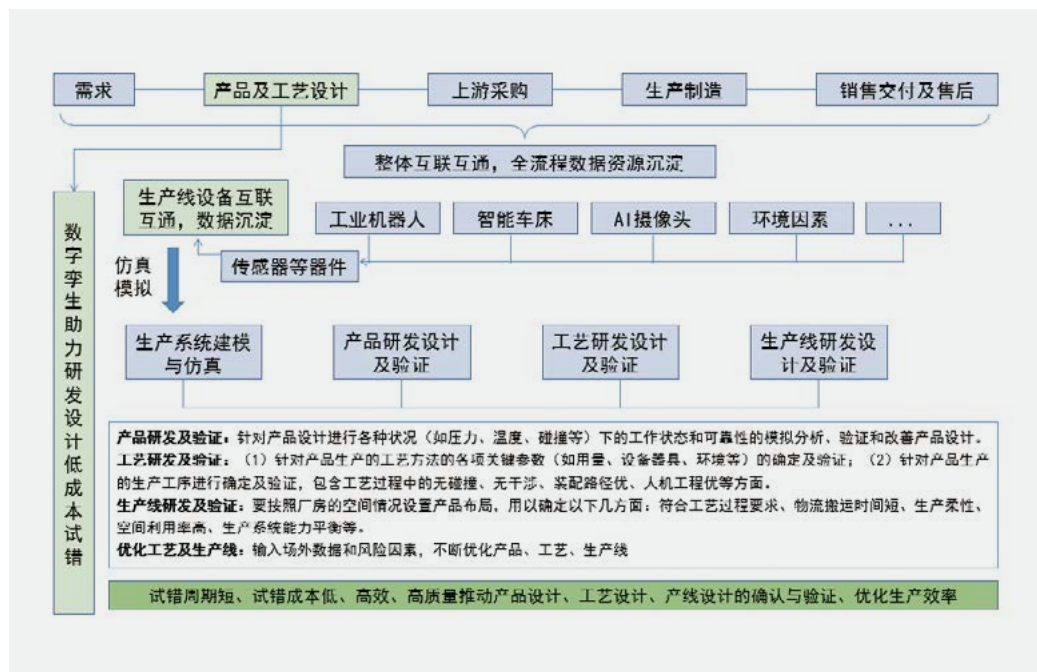 需求
产品及工艺设计
上游采购
生产制造
销售交付及售后
整体互联互通，全流程数据资源沉淀
数字孪生助力研发设计低成本试错
生产线设备互联
互通，数据沉淀
工业机器人
智能车床
AI摄像头
环境因素
...
传感器等器件
仿真
模拟
生产系统建模
与仿真
产品研发设计
及验证
工艺研发设计
及验证
生产线研发设
计及验证
产品研发及验证：针对产品设计进行各种状况（如压力、温度、碰撞等）下的工作状态和可靠性的模拟分析、验证和改善产品设计。
工艺研发及验证：（1）针对产品生产的工艺方法的各项关键参数（如用量、设备器具、环境等）的确定及验证；（2）针对产品生产
的生产工序进行确定及验证，包含工艺过程中的无碰撞、无干涉、装配路径优、人机工程优等方面。
生产线研发及验证：要按照厂房的空间情况设置产品布局，用以确定以下几方面：符合工艺过程要求、物流搬运时间短、生产柔性、
空间利用率高、生产系统能力平衡等。
优化工艺及生产线：输入场外数据和风险因素，不断优化产品、工艺、生产线
试错周期短、试错成本低、高效、高质量推动产品设计、工艺设计、产线设计的确认与验证、优化生产效率